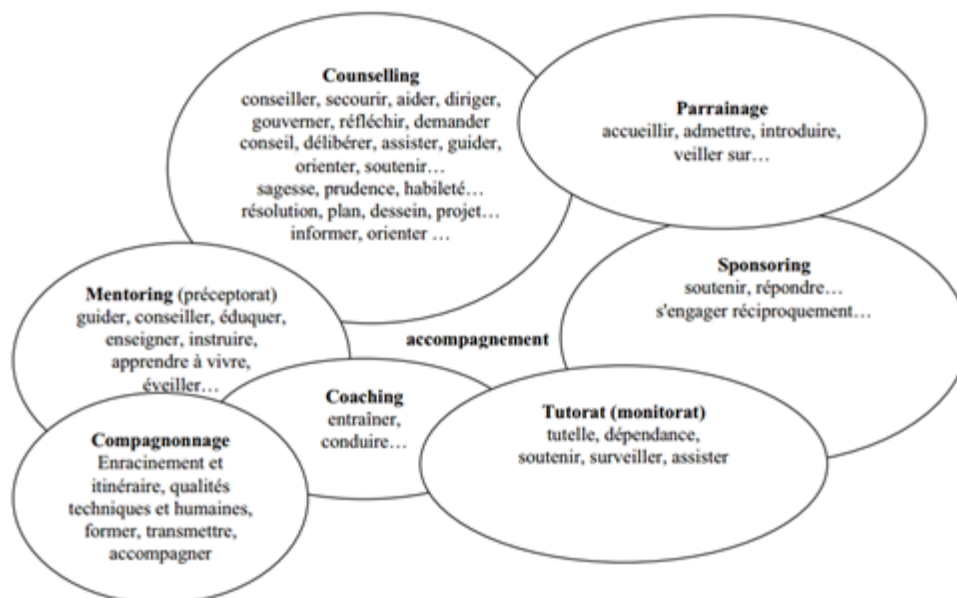 Counselling
conseiller, secourir, aider, diriger,
gouverner, réfléchir, demander
conseil, délibérer, assister, guider,
orienter, soutenir…
sagesse, prudence, habileté…
résolution, plan, dessein, projet…
informer, orienter …
Parrainage
accueillir, admettre, introduire,
veiller sur…
Sponsoring
soutenir, répondre…
s'engager réciproquement…
Mentoring (préceptorat)
guider, conseiller, éduquer,
enseigner, instruire,
apprendre à vivre,
éveiller…
accompagnement
Coaching
entraîner,
conduire…
Tutorat (monitorat)
tutelle, dépendance,
soutenir, surveiller, assister
Compagnonnage
Enracinement et
itinéraire, qualités
techniques et humaines,
former, transmettre,
accompagner